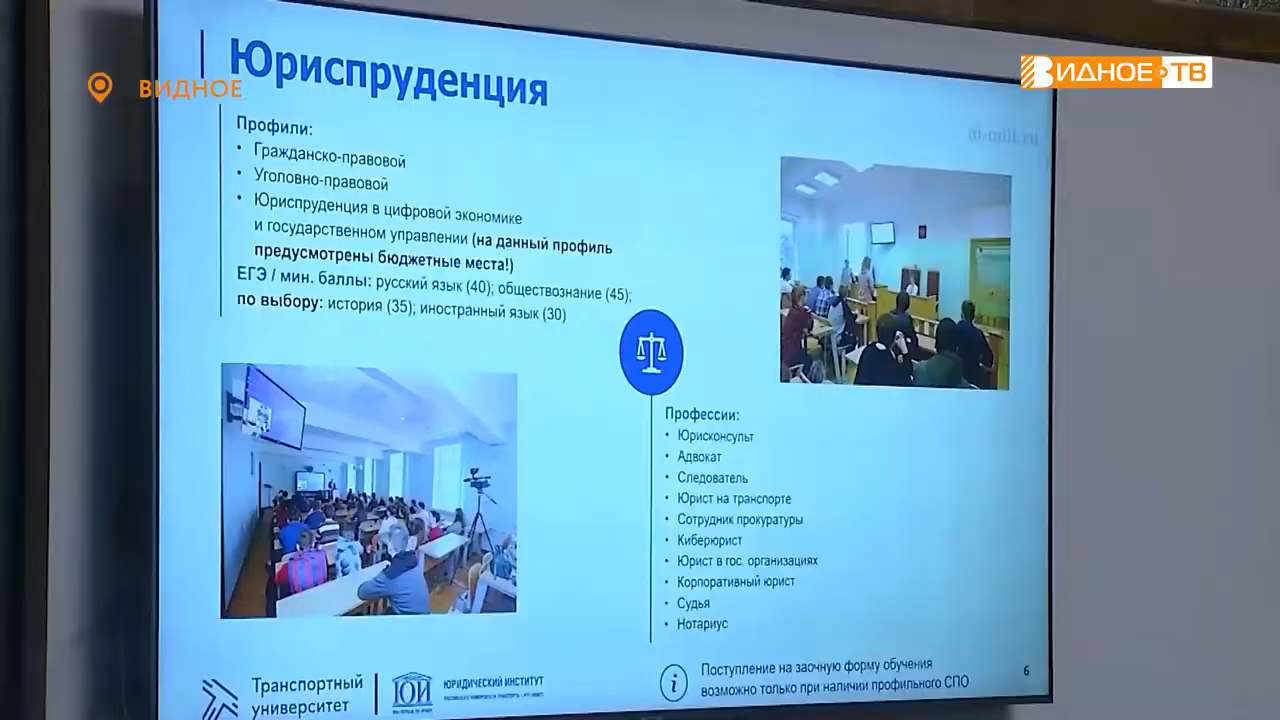 Юриспруденция
ВИДНОЕ
ВИДНОЕ ТВ
Профили:
• Гражданско-правовой
• Уголовно-правовой
• Юриспруденция в цифровой экономике
и государственном управлении (на данный профиль
предусмотрены бюджетные места!)
ЕГЭ / мин. баллы: русский язык (40); обществознание (45);
по выбору: история (35); иностранный язык (30)
Профессии:
• Юрисконсульт
• Адвокат
• Следователь
• Юрист на транспорте
• Сотрудник прокуратуры
• Киберюрист
• Юрист в гос. организациях
• Корпоративный юрист
• Судья
• Нотариус
Транспортный
университет
ЮИ
ЮРИДИЧЕСКИЙ ИНСТИТУТ
i
Поступление на заочную форму обучения
возможно только при наличии профильного СПО
6